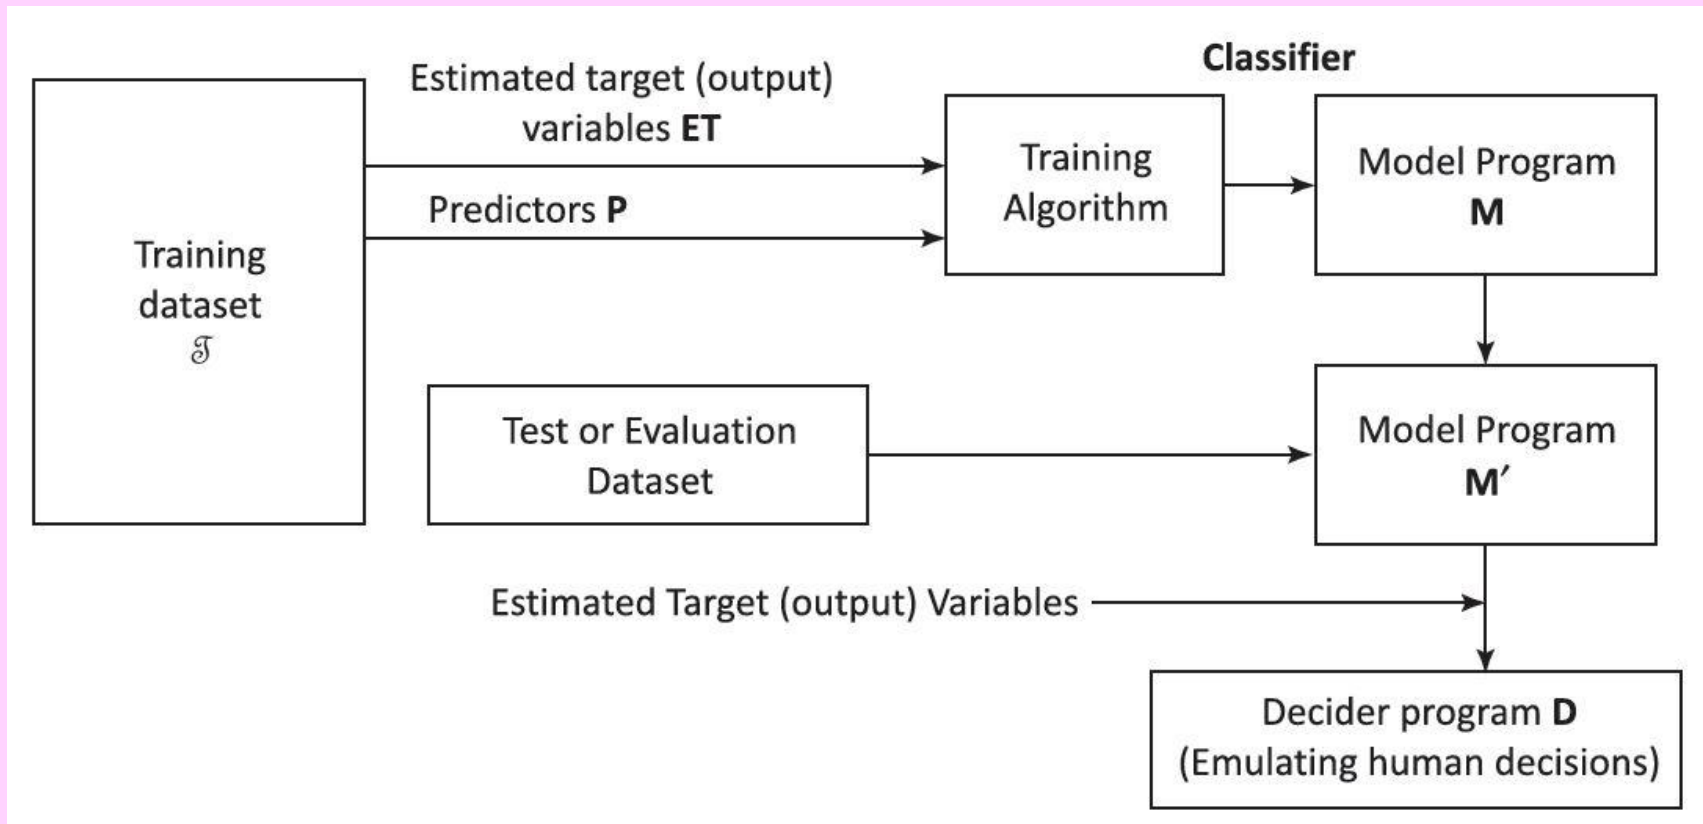 Classifier
Estimated target (output)
variables ET
Predictors P
Training
dataset
𝒯
Training
Algorithm
Model Program
M
Test or Evaluation
Dataset
Model Program
M′
Estimated Target (output) Variables
Decider program D
(Emulating human decisions)